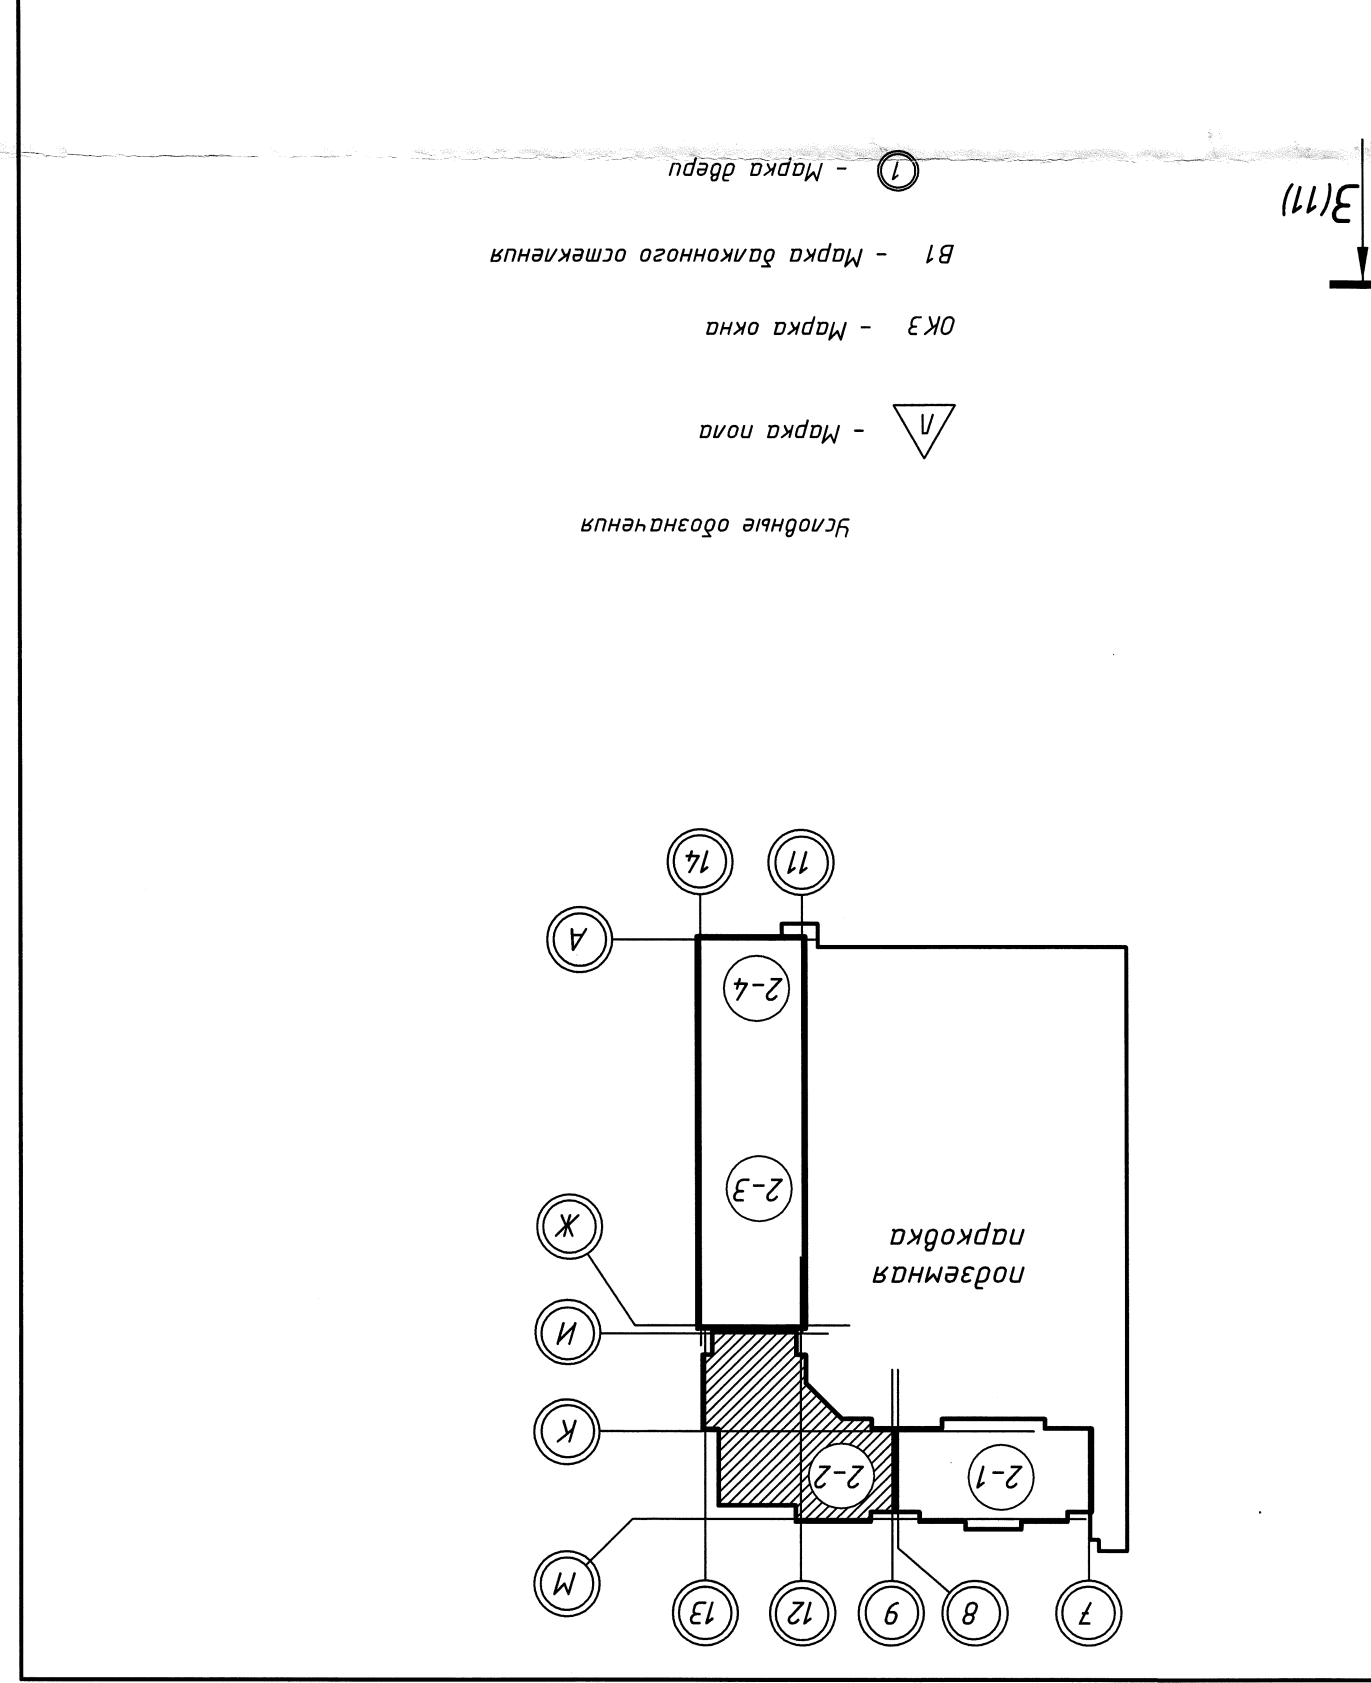 7 8 9 12 13
М
2-1 2-2
К
И
подземная
парковка
Ж
2-3
2-4
А
11 14
Условные обозначения
Л - Марка пола
ОК3 - Марка окна
В1 - Марка балконного остекления
3(11)
1 - Марка двери